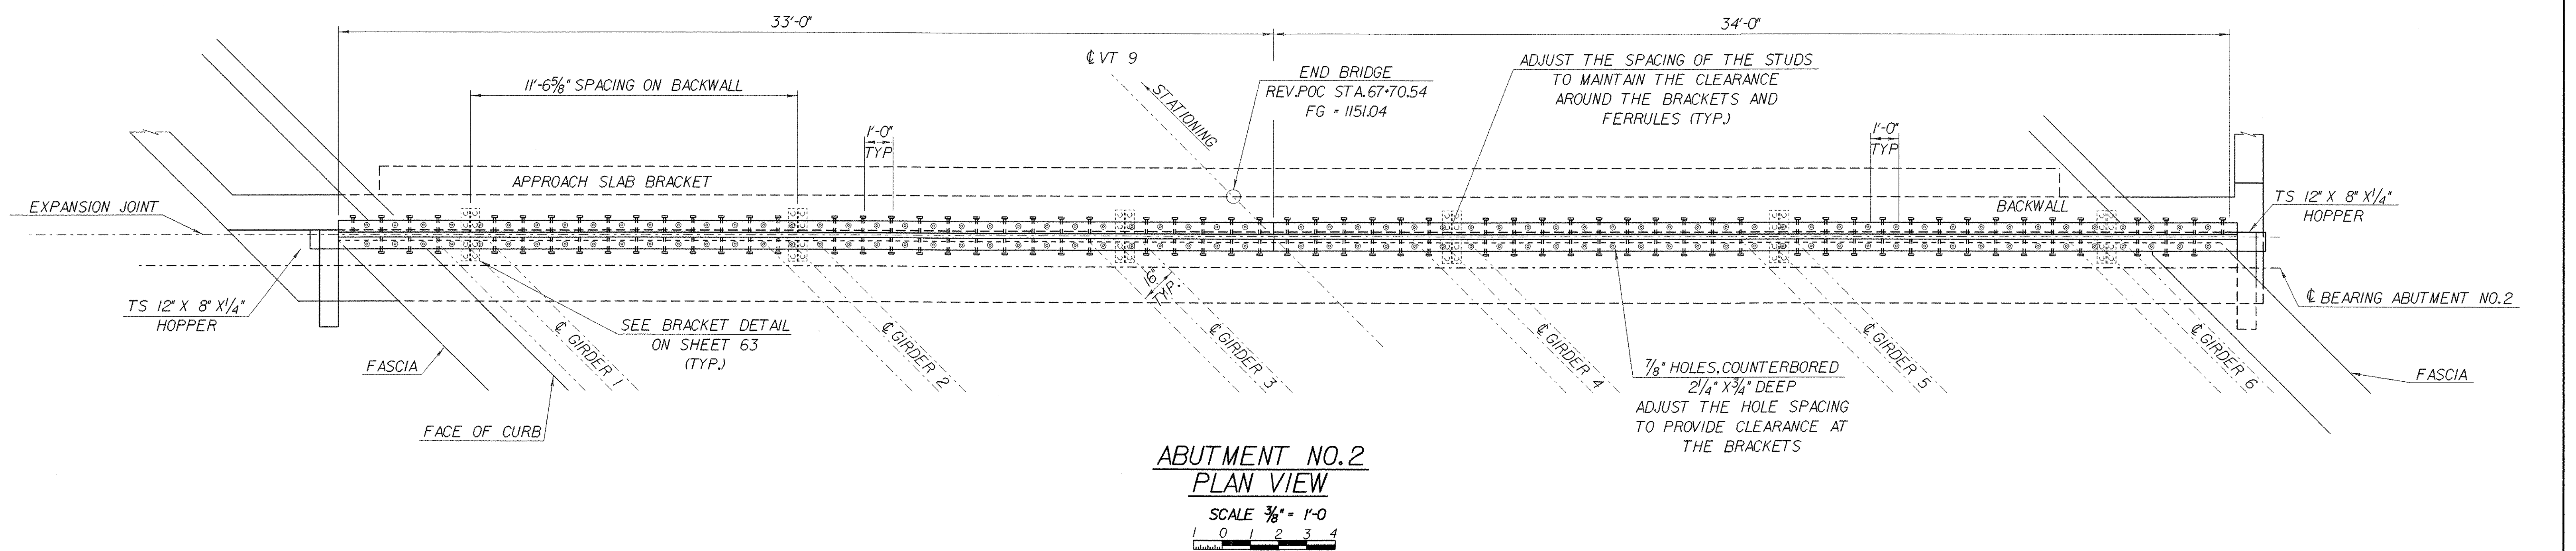 33'-0"
34'-0"
℄ VT 9
STATIONING
END BRIDGE
REV.POC STA.67+70.54
FG = 1151.04
ADJUST THE SPACING OF THE STUDS
TO MAINTAIN THE CLEARANCE
AROUND THE BRACKETS AND
FERRULES (TYP.)
11'-6⅝" SPACING ON BACKWALL
1'-0"
TYP
1'-0"
TYP
APPROACH SLAB BRACKET
EXPANSION JOINT
BACKWALL
TS 12" X 8" X¼"
HOPPER
TS 12" X 8" X¼"
HOPPER
℄ BEARING ABUTMENT NO.2
SEE BRACKET DETAIL
ON SHEET 63
(TYP.)
TYP.
℄ GIRDER 1
℄ GIRDER 2
℄ GIRDER 3
℄ GIRDER 4
℄ GIRDER 5
℄ GIRDER 6
FASCIA
FASCIA
FACE OF CURB
⅞" HOLES, COUNTERBORED
2¼" X¾" DEEP
ADJUST THE HOLE SPACING
TO PROVIDE CLEARANCE AT
THE BRACKETS
ABUTMENT NO.2
PLAN VIEW
SCALE ⅜" = 1'-0
1 0 1 2 3 4